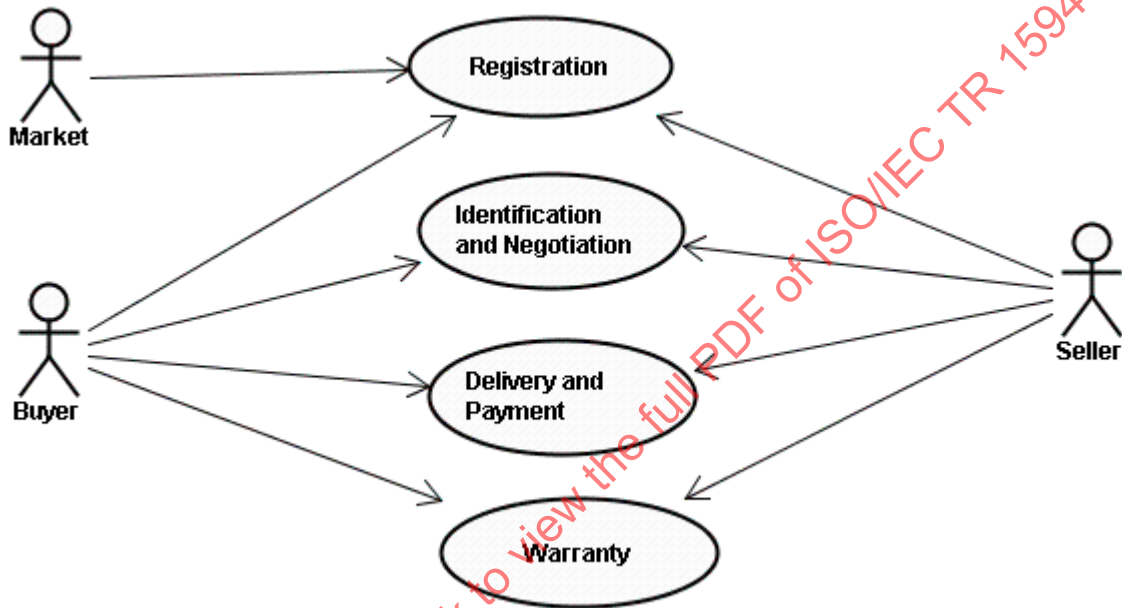 Registration
Market
Identification
and Negotiation
Buyer
Seller
Delivery and
Payment
Warranty
k to view the full PDF of ISO/IEC TR 1594